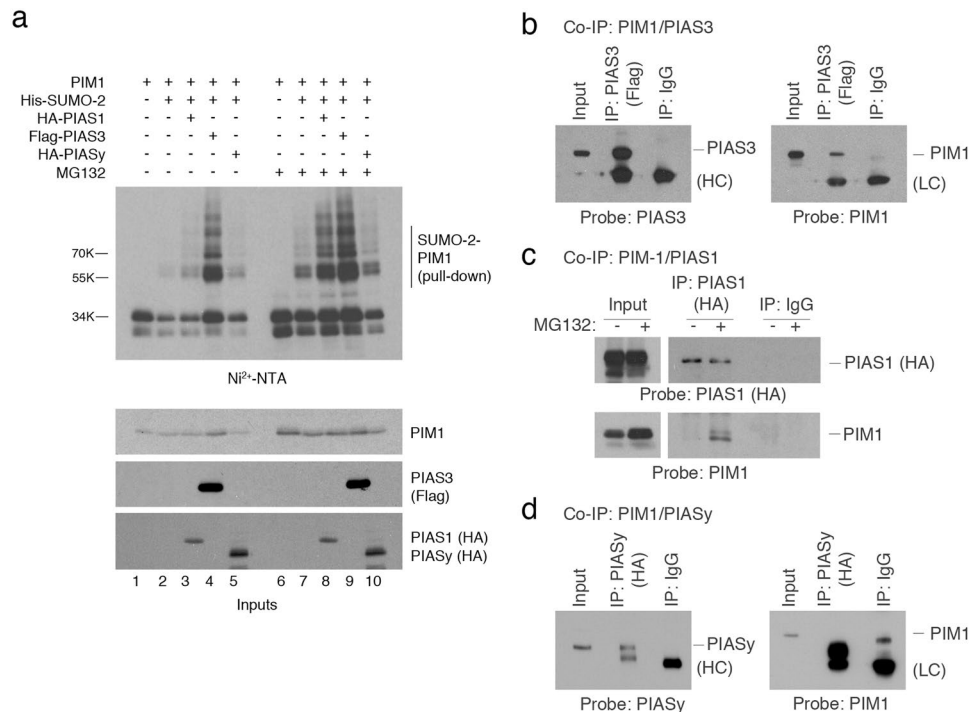 a
PIM1 + + + + + + + + + +
His-SUMO-2 - + + + + - + + + +
HA-PIAS1 - - + - - - - + - -
Flag-PIAS3 - - - + - - - - + -
HA-PIASy - - - - + - - - - +
MG132 - - - - - + + + + +
70K
55K
34K
SUMO-2-
PIM1
(pull-down)
Ni²⁺-NTA
PIM1
PIAS3
(Flag)
PIAS1 (HA)
PIASy (HA)
1 2 3 4 5 6 7 8 9 10
Inputs
b Co-IP: PIM1/PIAS3
Input
IP: PIAS3
(Flag)
IP: IgG
PIAS3
(HC)
Probe: PIAS3
Input
IP: PIAS3
(Flag)
IP: IgG
PIM1
(LC)
Probe: PIM1
c Co-IP: PIM-1/PIAS1
Input
IP: PIAS1
(HA)
IP: IgG
MG132: - + - + - +
PIAS1 (HA)
Probe: PIAS1 (HA)
PIM1
Probe: PIM1
d Co-IP: PIM1/PIASy
Input
IP: PIASy
(HA)
IP: IgG
PIASy
(HC)
Probe: PIASy
Input
IP: PIASy
(HA)
IP: IgG
PIM1
(LC)
Probe: PIM1